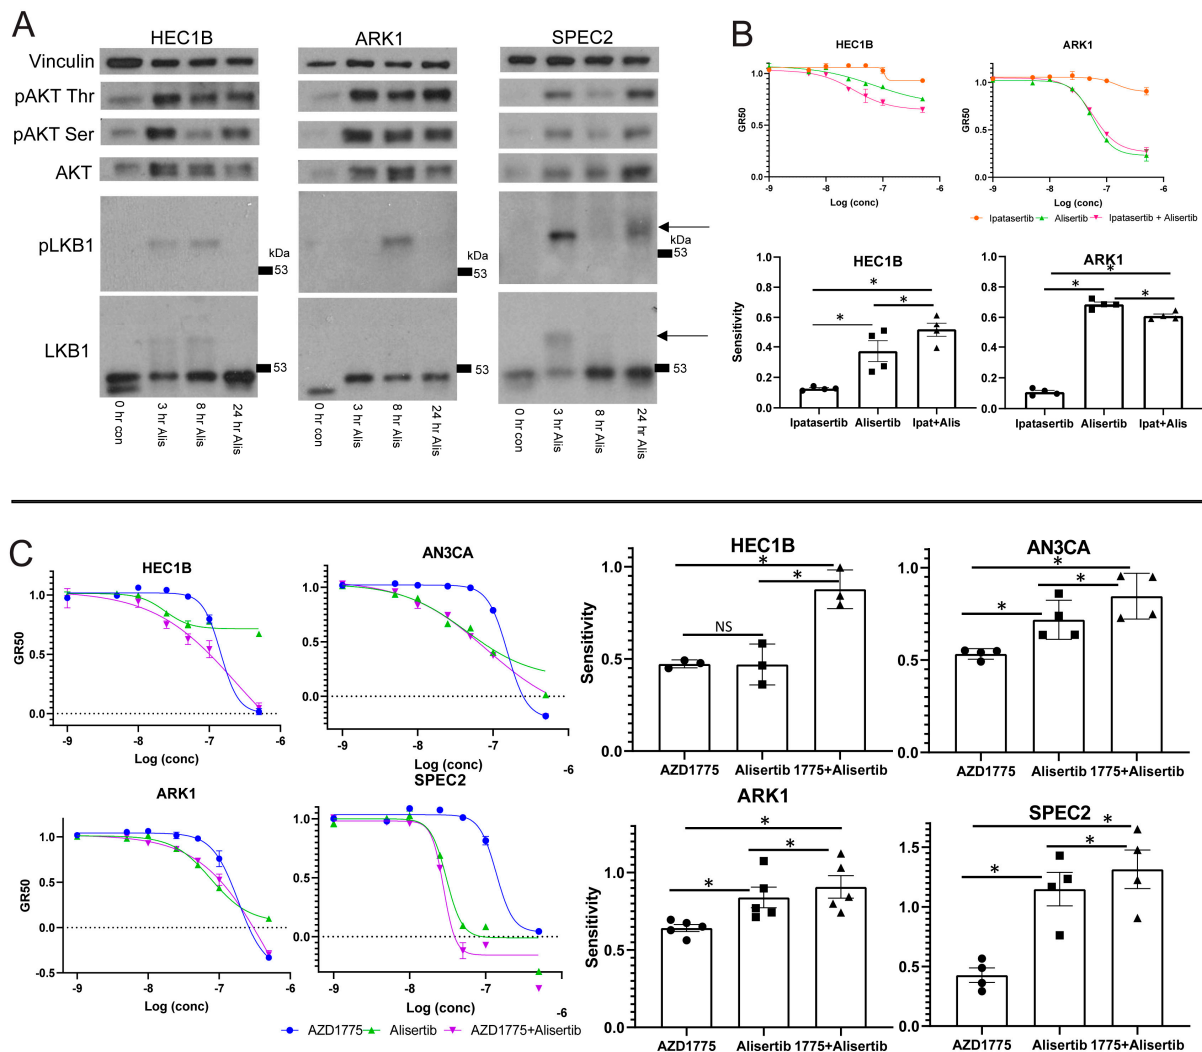 A
HEC1B
ARK1
SPEC2
Vinculin
pAKT Thr
pAKT Ser
AKT
pLKB1
kDa
53
kDa
53
kDa
53
LKB1
53
53
53
0 hr con
3 hr Alis
8 hr Alis
24 hr Alis
0 hr con
3 hr Alis
8 hr Alis
24 hr Alis
0 hr con
3 hr Alis
8 hr Alis
24 hr Alis
B
HEC1B
GR50
1.0
0.5
0.0
-9
-8
-7
-6
Log (conc)
ARK1
GR50
1.0
0.5
0.0
-9
-8
-7
-6
Log (conc)
Ipatasertib
Alisertib
Ipatasertib + Alisertib
HEC1B
Sensitivity
1.0
0.8
0.6
0.4
0.2
0.0
*
*
*
Ipatasertib
Alisertib
Ipat+Alis
ARK1
1.0
0.8
0.6
0.4
0.2
0.0
*
*
*
Ipatasertib
Alisertib
Ipat+Alis
C
HEC1B
GR50
1.0
0.5
0.0
-9
-8
-7
-6
Log (conc)
AN3CA
1.0
0.5
0.0
-9
-8
-7
-6
Log (conc)
HEC1B
Sensitivity
1.0
0.5
0.0
*
*
NS
AZD1775
Alisertib
1775+Alisertib
AN3CA
1.0
0.5
0.0
*
*
*
AZD1775
Alisertib
1775+Alisertib
ARK1
GR50
1.0
0.5
0.0
-0.5
-9
-8
-7
-6
Log (conc)
SPEC2
1.0
0.5
0.0
-9
-8
-7
-6
Log (conc)
AZD1775
Alisertib
AZD1775+Alisertib
ARK1
Sensitivity
1.0
0.5
0.0
*
*
*
AZD1775
Alisertib
1775+Alisertib
SPEC2
1.5
1.0
0.5
0.0
*
*
*
AZD1775
Alisertib
1775+Alisertib